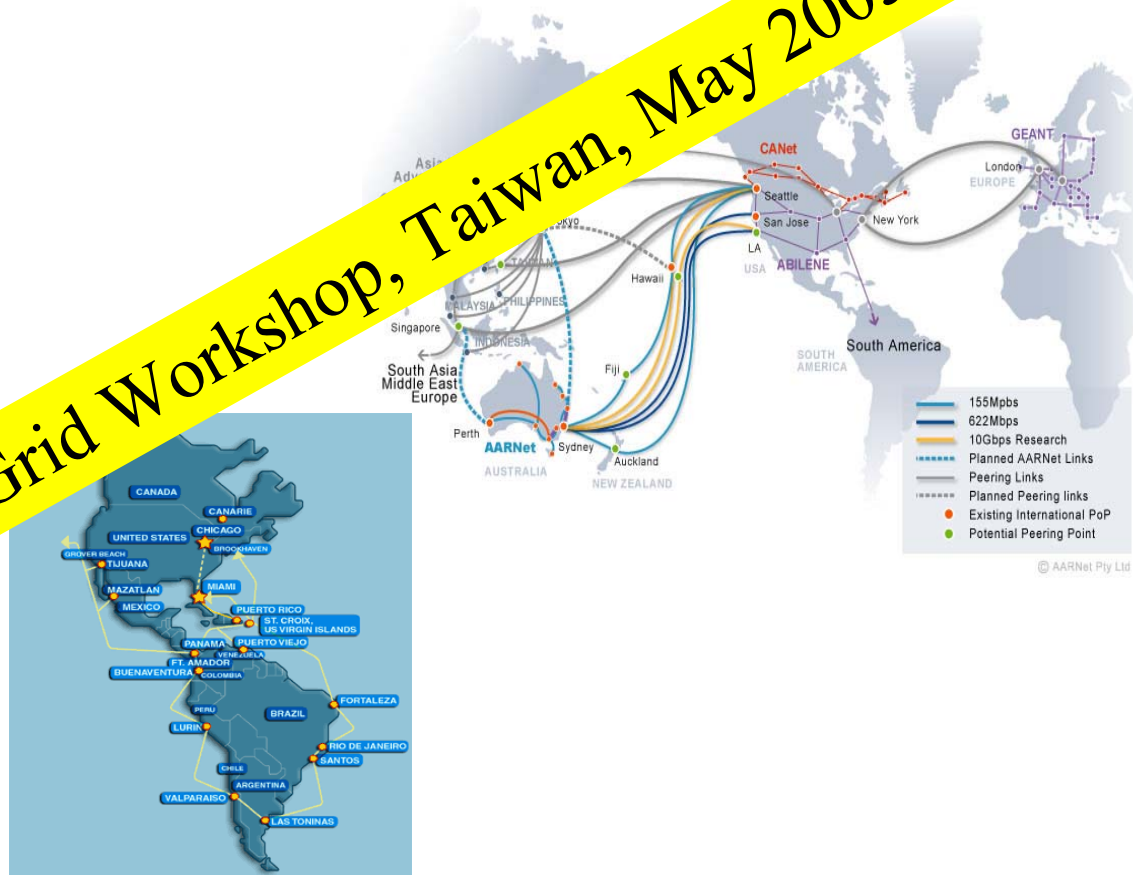 Grid Workshop, Taiwan, May 200
CANet
GEANT
London
EUROPE
Seattle
San Jose
New York
LA
USA
ABILENE
Hawaii
TAIWAN
PHILIPPINES
MALAYSIA
Singapore
INDONESIA
South Asia
Middle East
Europe
South America
SOUTH
AMERICA
Fiji
Perth
Sydney
AARNet
AUSTRALIA
Auckland
NEW ZEALAND
155Mpbs
622Mbps
10Gbps Research
Planned AARNet Links
Peering Links
Planned Peering links
Existing International PoP
Potential Peering Point
© AARNet Pty Ltd
CANADA
CANARIE
CHICAGO
UNITED STATES
BROOKHAVEN
GROVER BEACH
TIJUANA
MIAMI
MAZATLAN
MEXICO
PUERTO RICO
ST. CROIX,
US VIRGIN ISLANDS
PANAMA
PUERTO VIEJO
VENEZUELA
FT. AMADOR
BUENAVENTURA
COLOMBIA
FORTALEZA
PERU
BRAZIL
LURIN
RIO DE JANEIRO
SANTOS
CHILE
ARGENTINA
VALPARAISO
LAS TONINAS